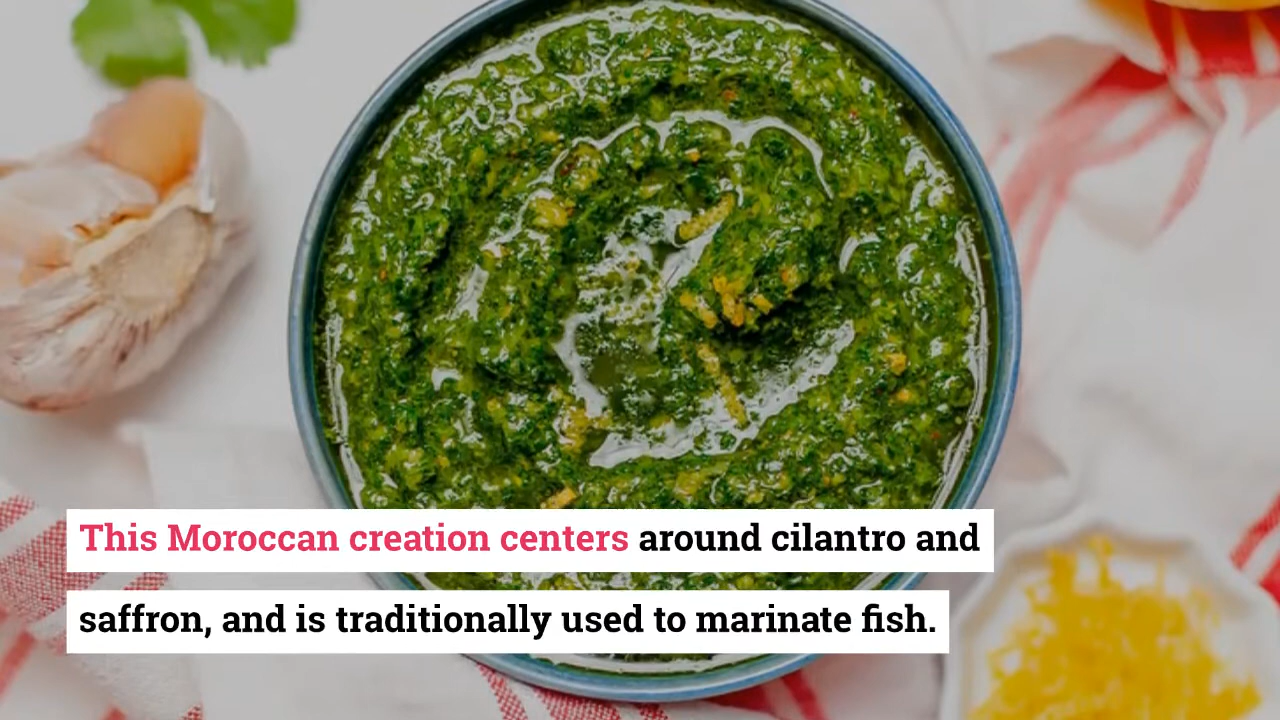 This Moroccan creation centers around cilantro and
saffron, and is traditionally used to marinate fish.